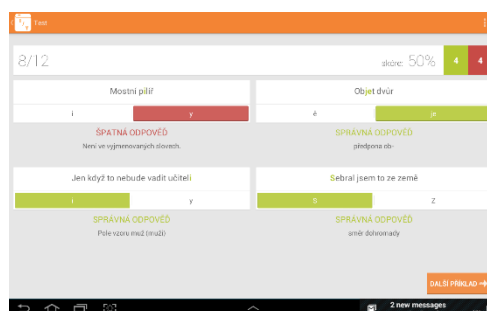 Test
8/12
skóre: 50% 4 4
Mostní pilíř
i y
ŠPATNÁ ODPOVĚĎ
Není ve vyjmenovaných slovech.
Objet dvůr
ě je
SPRÁVNÁ ODPOVĚĎ
předpona ob-
Jen když to nebude vadit učiteli
i y
SPRÁVNÁ ODPOVĚĎ
Pole vzoru muž (muži)
Sebral jsem to ze země
S Z
SPRÁVNÁ ODPOVĚĎ
směr dohromady
DALŠÍ PŘÍKLAD
2 new messages